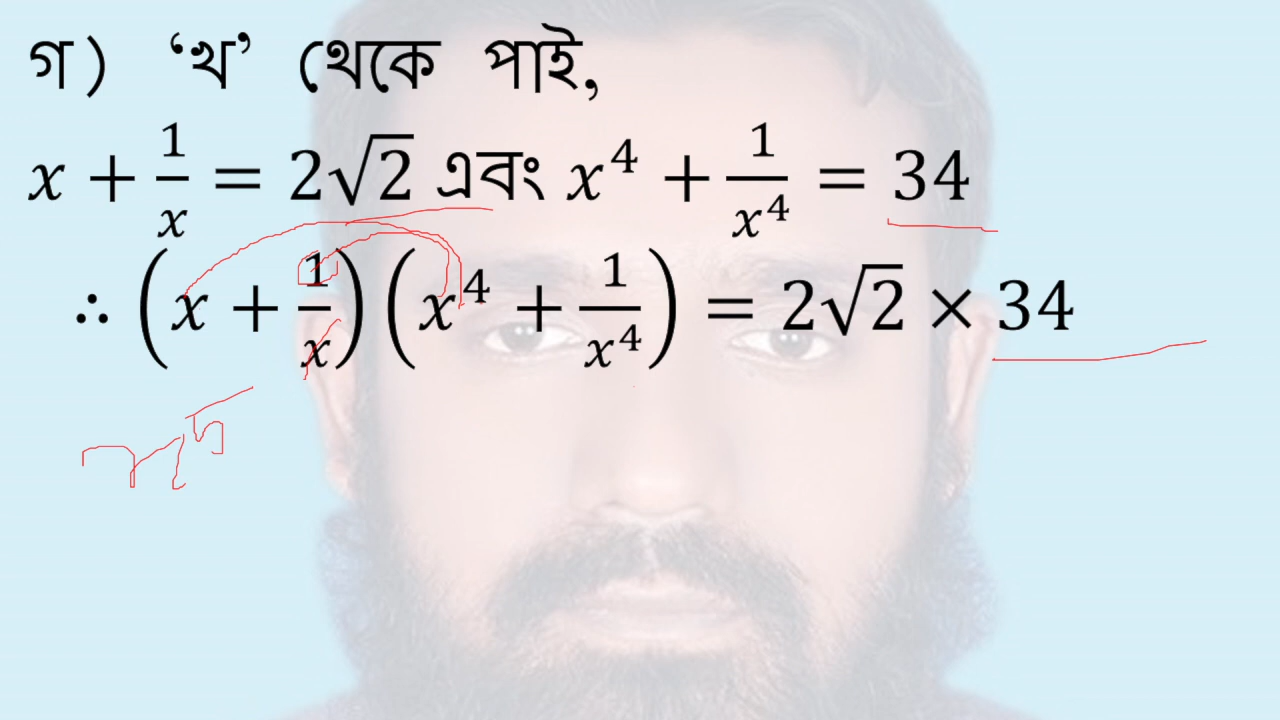 গ) ‘খ’ থেকে পাই,
x + 1/x = 2√2 এবং x⁴ + 1/x⁴ = 34
∴ (x + 1/x)(x⁴ + 1/x⁴) = 2√2 × 34